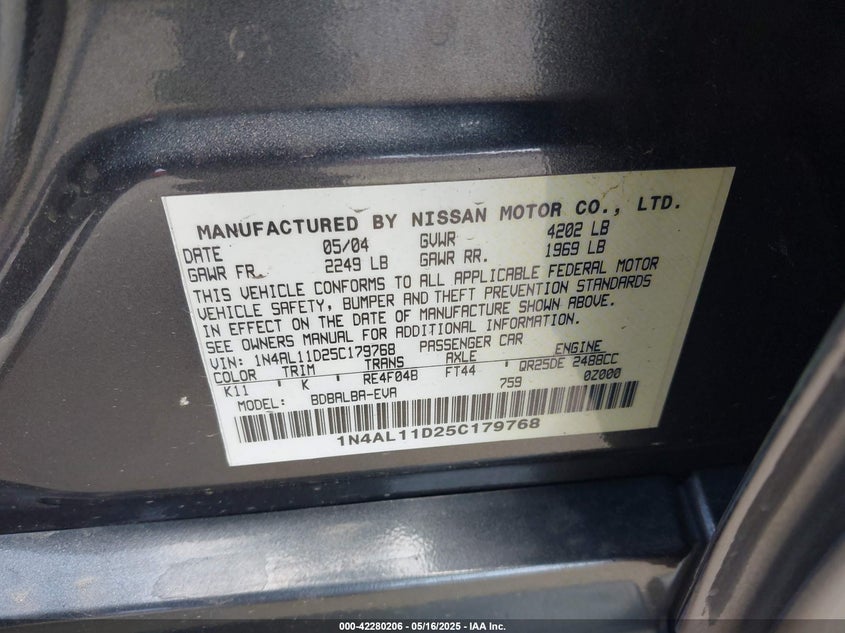 MANUFACTURED BY NISSAN MOTOR CO., LTD.
DATE 05/04 GVWR 4202 LB
GAWR FR. 2249 LB GAWR RR. 1969 LB
THIS VEHICLE CONFORMS TO ALL APPLICABLE FEDERAL MOTOR
VEHICLE SAFETY, BUMPER AND THEFT PREVENTION STANDARDS
IN EFFECT ON THE DATE OF MANUFACTURE SHOWN ABOVE.
SEE OWNERS MANUAL FOR ADDITIONAL INFORMATION.
VIN: 1N4AL11D25C179768 PASSENGER CAR
COLOR TRIM TRANS AXLE ENGINE
K11 K RE4F04B FT44 QR25DE 2488CC
MODEL: BDBALBA-EVA 759 0Z000
1N4AL11D25C179768
000-42280206 - 05/16/2025 - IAA Inc.